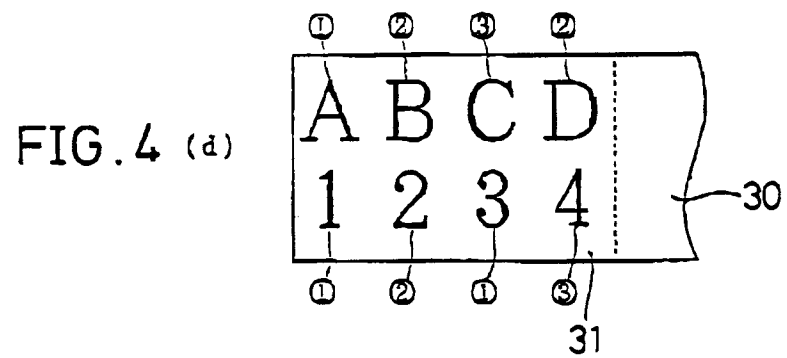 ① ② ③ ②
A B C D
FIG. 4 (d)
1 2 3 4
30
① ② ① ③
31